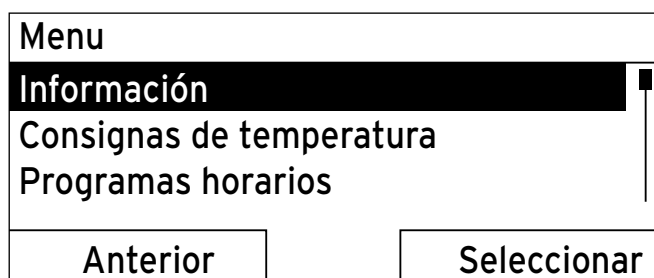 Menu
Información
Consignas de temperatura
Programas horarios
Anterior Seleccionar